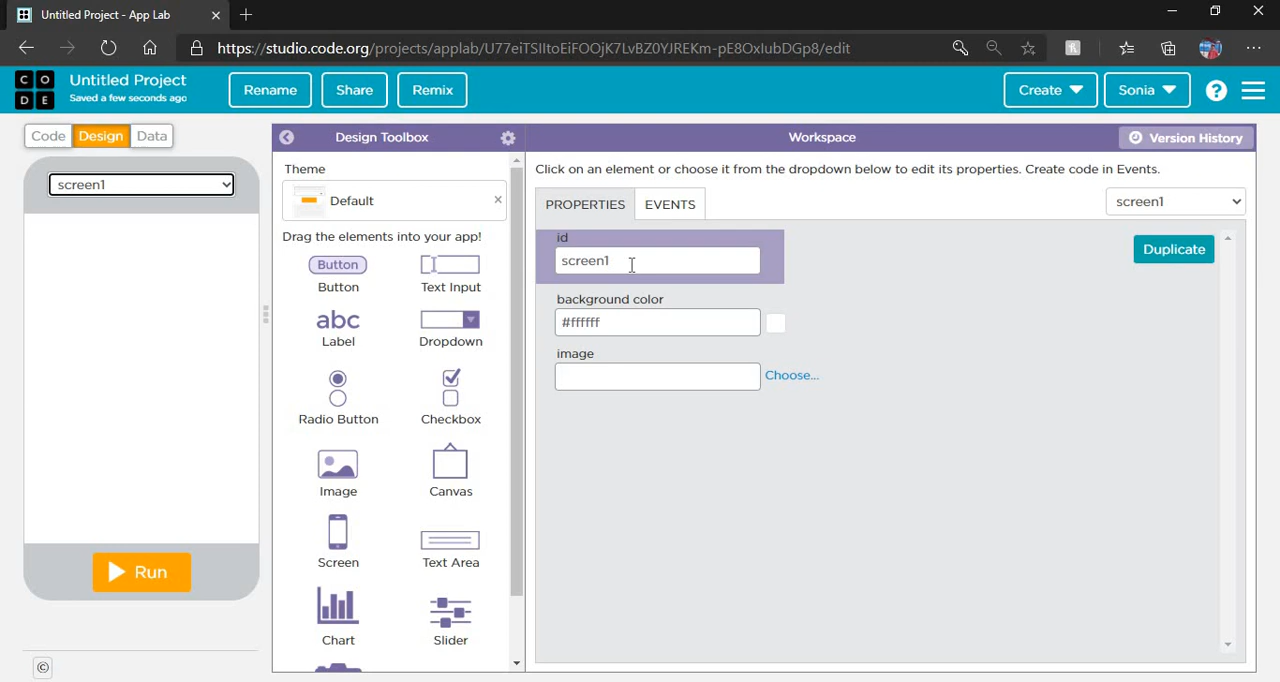 Untitled Project - App Lab
https://studio.code.org/projects/applab/U77eiTSIItoEiFOOjK7LvBZ0YJREKm-pE8OxIubDGp8/edit
C O
D E
Untitled Project
Saved a few seconds ago
Rename
Share
Remix
Create
Sonia
?
Code
Design
Data
screen1
Run
©
Design Toolbox
Theme
Default
Drag the elements into your app!
Button
Button
Text Input
abc
Label
Dropdown
Radio Button
Checkbox
Image
Canvas
Screen
Text Area
Chart
Slider
Workspace
Version History
Click on an element or choose it from the dropdown below to edit its properties. Create code in Events.
PROPERTIES
EVENTS
screen1
id
screen1
Duplicate
background color
#ffffff
image
Choose...